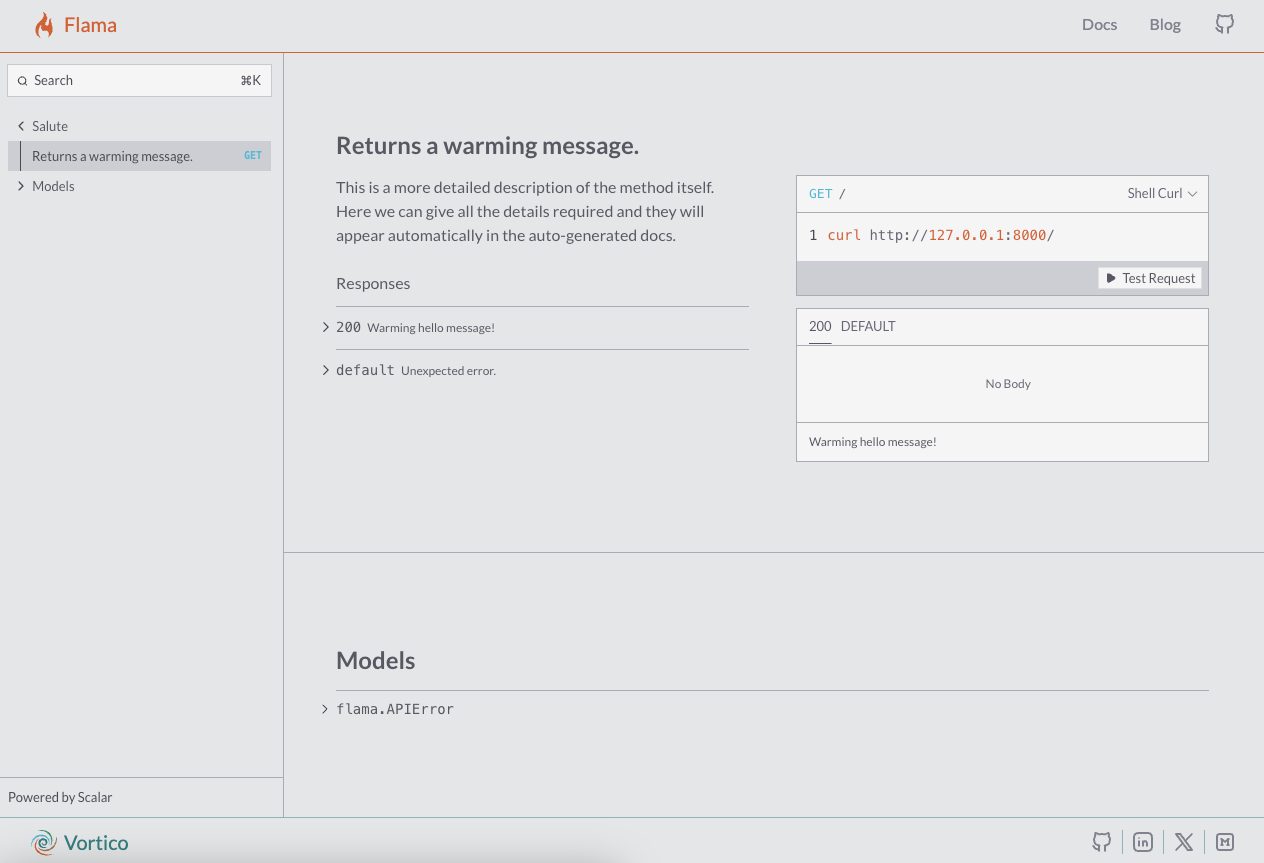 Flama
Docs
Blog
Search
⌘K
Salute
Returns a warming message.
GET
Models
Powered by Scalar
Returns a warming message.
This is a more detailed description of the method itself.
Here we can give all the details required and they will
appear automatically in the auto-generated docs.
Responses
200 Warming hello message!
default Unexpected error.
GET /
Shell Curl
1 curl http://127.0.0.1:8000/
Test Request
200 DEFAULT
No Body
Warming hello message!
Models
flama.APIError
Vortico